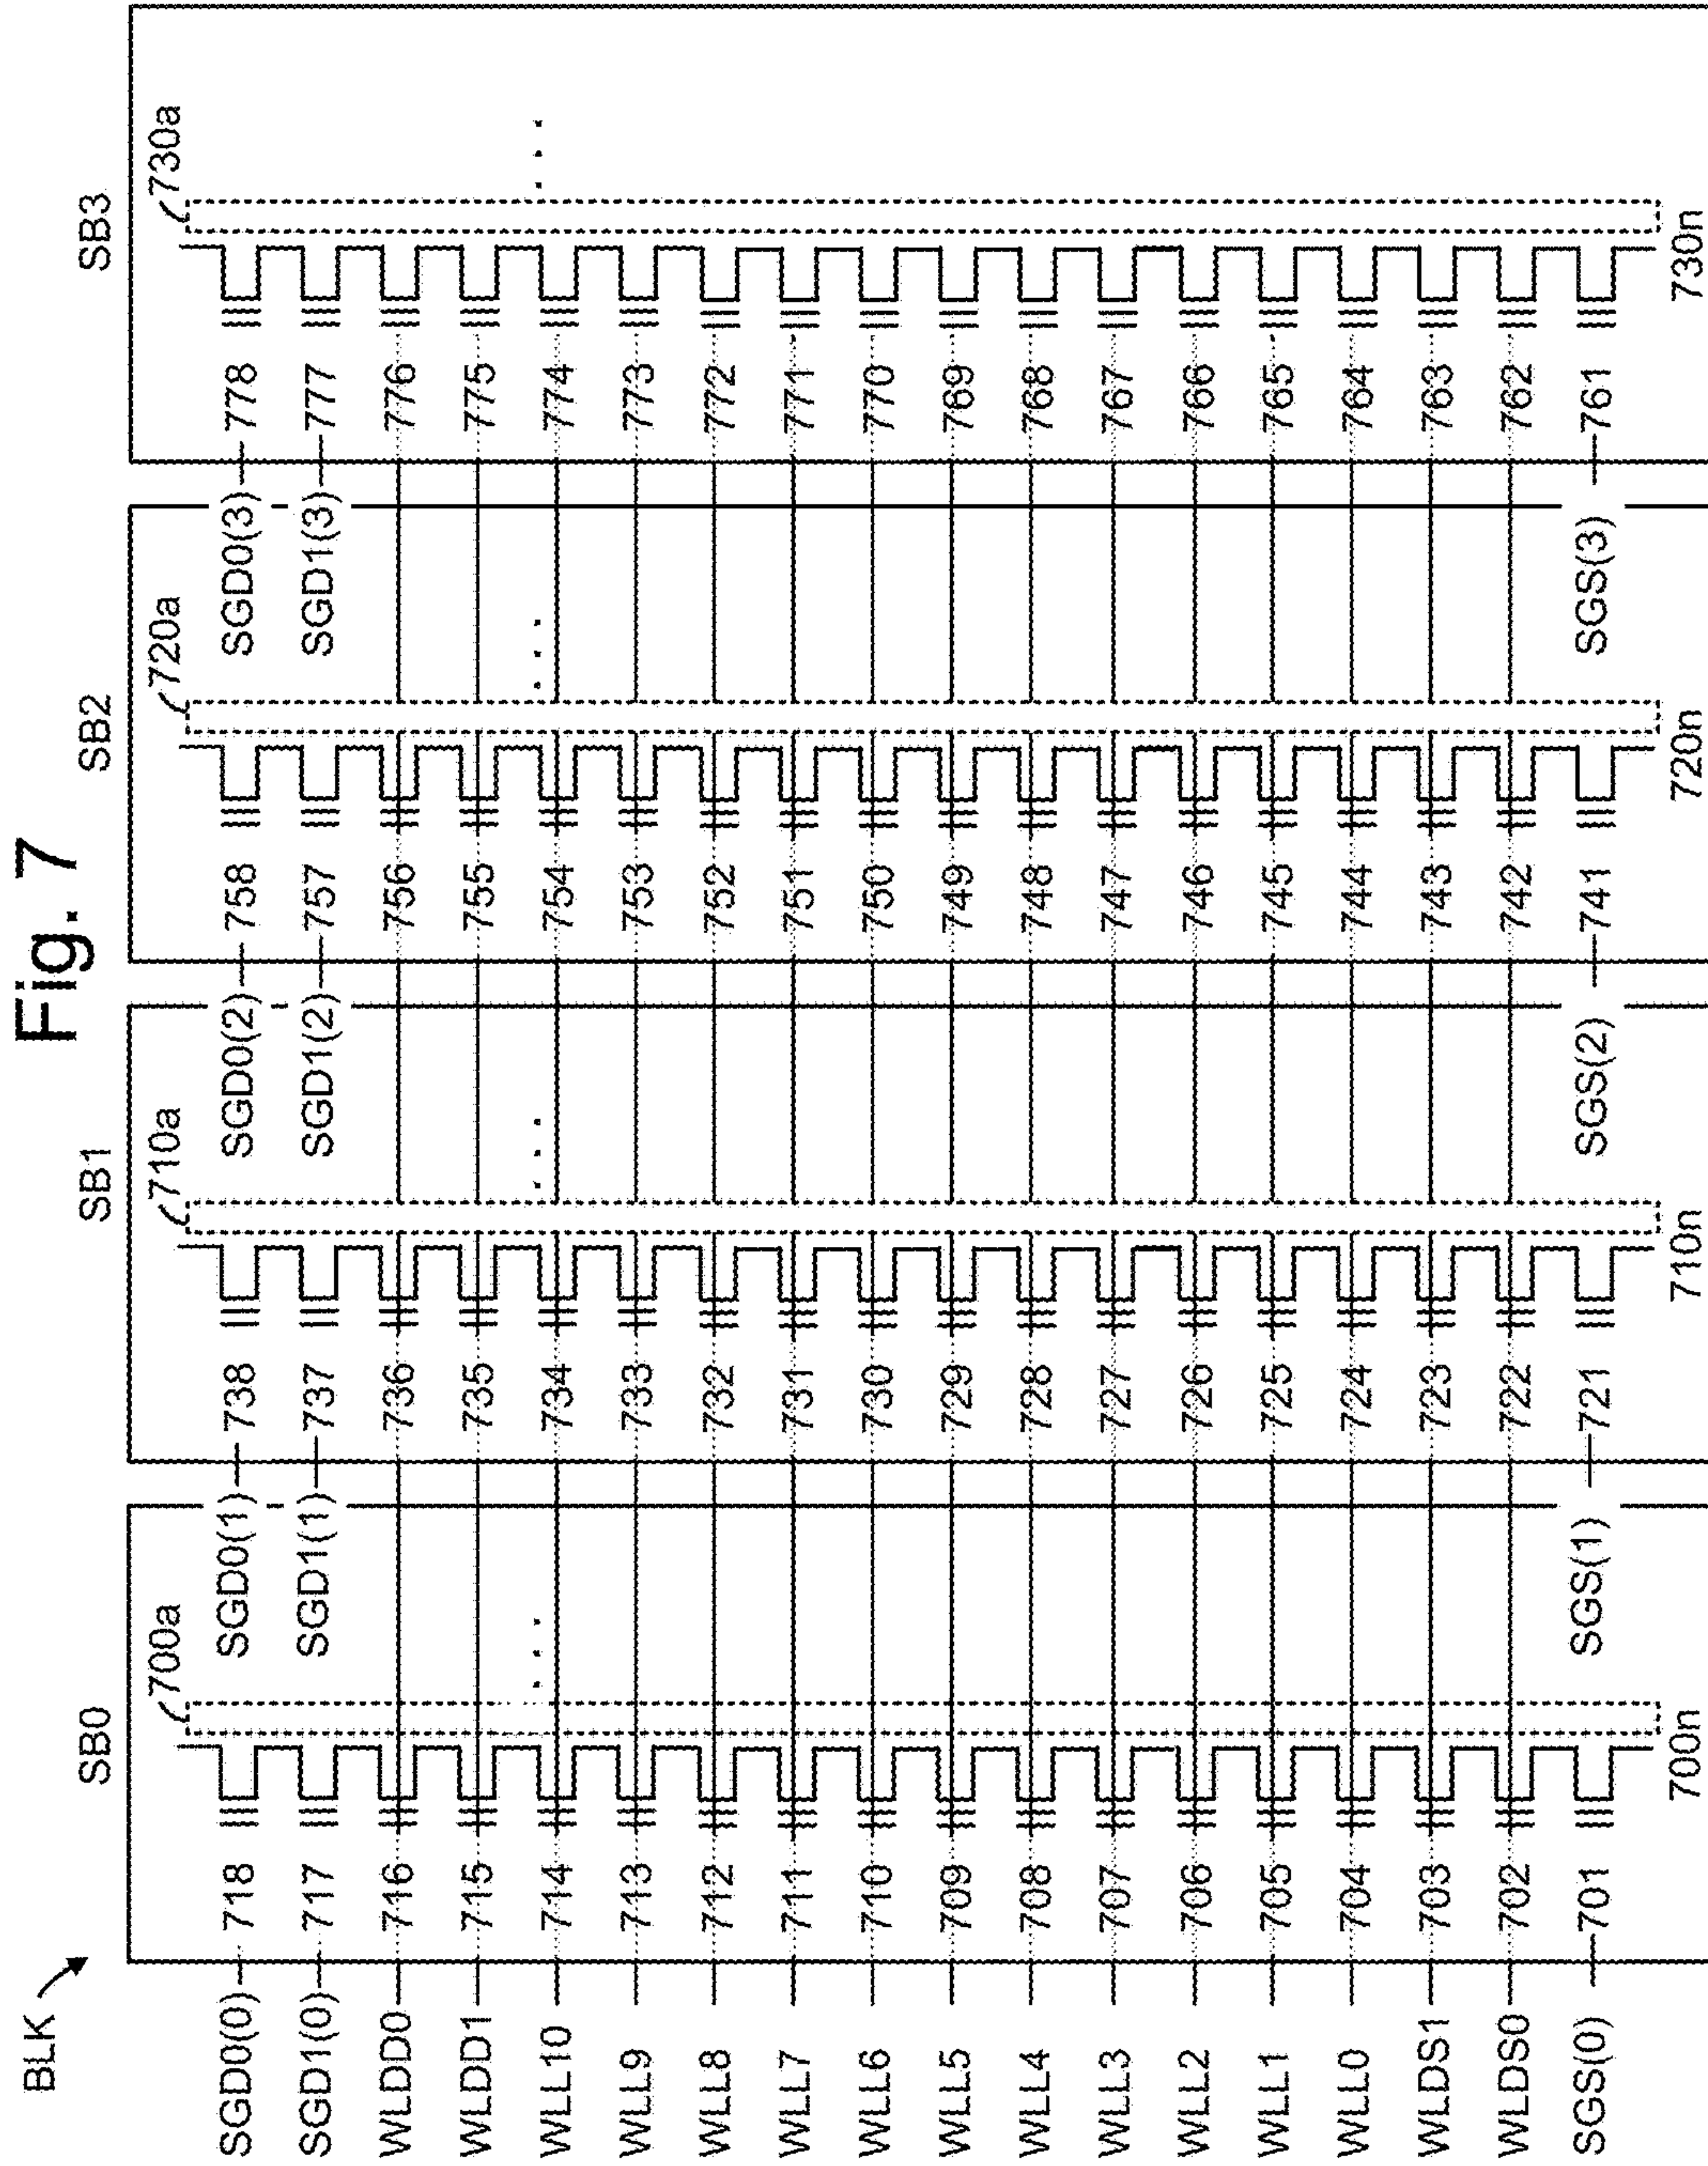 Fig. 7
BLK
SB0 SB1 SB2 SB3
700a 710a 720a 730a
SGD0(0) 718 SGD0(1) 738 SGD0(2) 758 SGD0(3) 778
SGD1(0) 717 SGD1(1) 737 SGD1(2) 757 SGD1(3) 777
WLDD0 716 736 756 776
WLDD1 715 735 755 775
WLL10 714 734 754 774
WLL9 713 733 753 773
WLL8 712 732 752 772
WLL7 711 731 751 771
WLL6 710 730 750 770
WLL5 709 729 749 769
WLL4 708 728 748 768
WLL3 707 727 747 767
WLL2 706 726 746 766
WLL1 705 725 745 765
WLL0 704 724 744 764
WLDS1 703 723 743 763
WLDS0 702 722 742 762
SGS(0) 701 SGS(1) 721 SGS(2) 741 SGS(3) 761
700n 710n 720n 730n